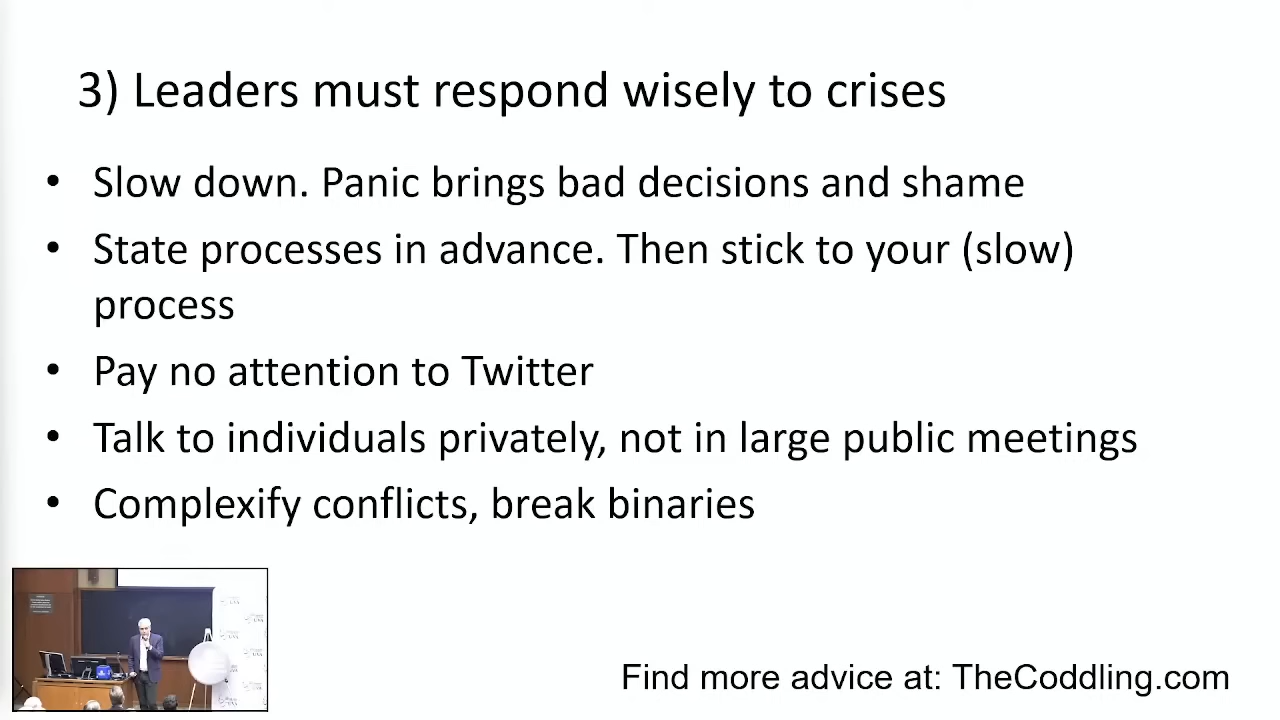 3) Leaders must respond wisely to crises
• Slow down. Panic brings bad decisions and shame
• State processes in advance. Then stick to your (slow)
process
• Pay no attention to Twitter
• Talk to individuals privately, not in large public meetings
• Complexify conflicts, break binaries
Find more advice at: TheCoddling.com